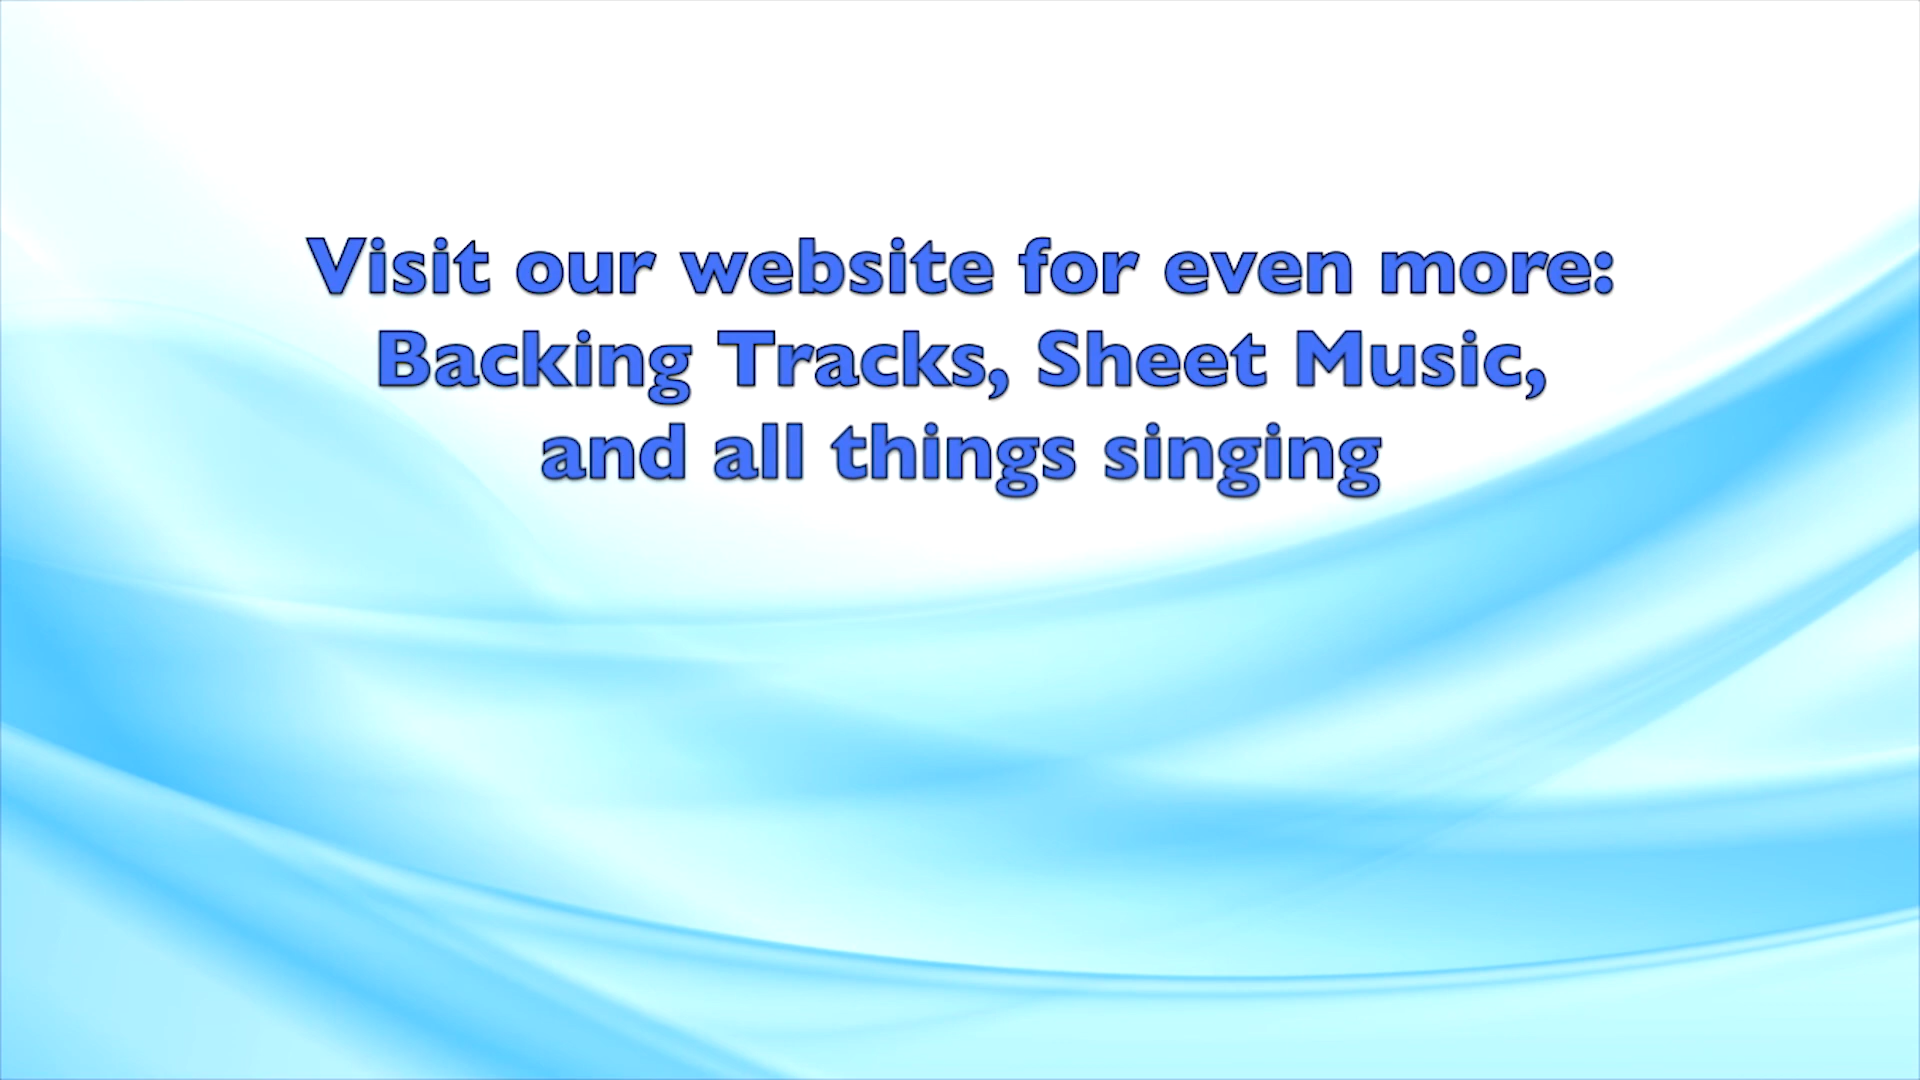 Visit our website for even more:
Backing Tracks, Sheet Music,
and all things singing